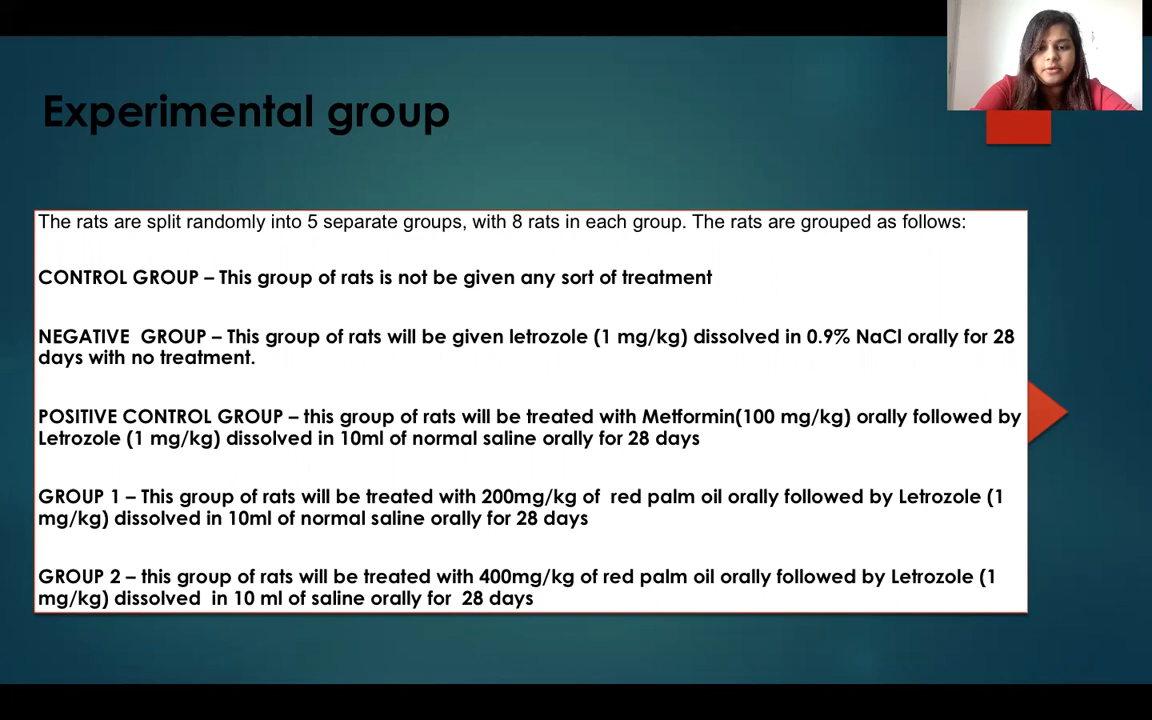 Experimental group
The rats are split randomly into 5 separate groups, with 8 rats in each group. The rats are grouped as follows:
CONTROL GROUP – This group of rats is not be given any sort of treatment
NEGATIVE  GROUP – This group of rats will be given letrozole (1 mg/kg) dissolved in 0.9% NaCl orally for 28
days with no treatment.
POSITIVE CONTROL GROUP – this group of rats will be treated with Metformin(100 mg/kg) orally followed by
Letrozole (1 mg/kg) dissolved in 10ml of normal saline orally for 28 days
GROUP 1 – This group of rats will be treated with 200mg/kg of  red palm oil orally followed by Letrozole (1
mg/kg) dissolved in 10ml of normal saline orally for 28 days
GROUP 2 – this group of rats will be treated with 400mg/kg of red palm oil orally followed by Letrozole (1
mg/kg) dissolved  in 10 ml of saline orally for  28 days